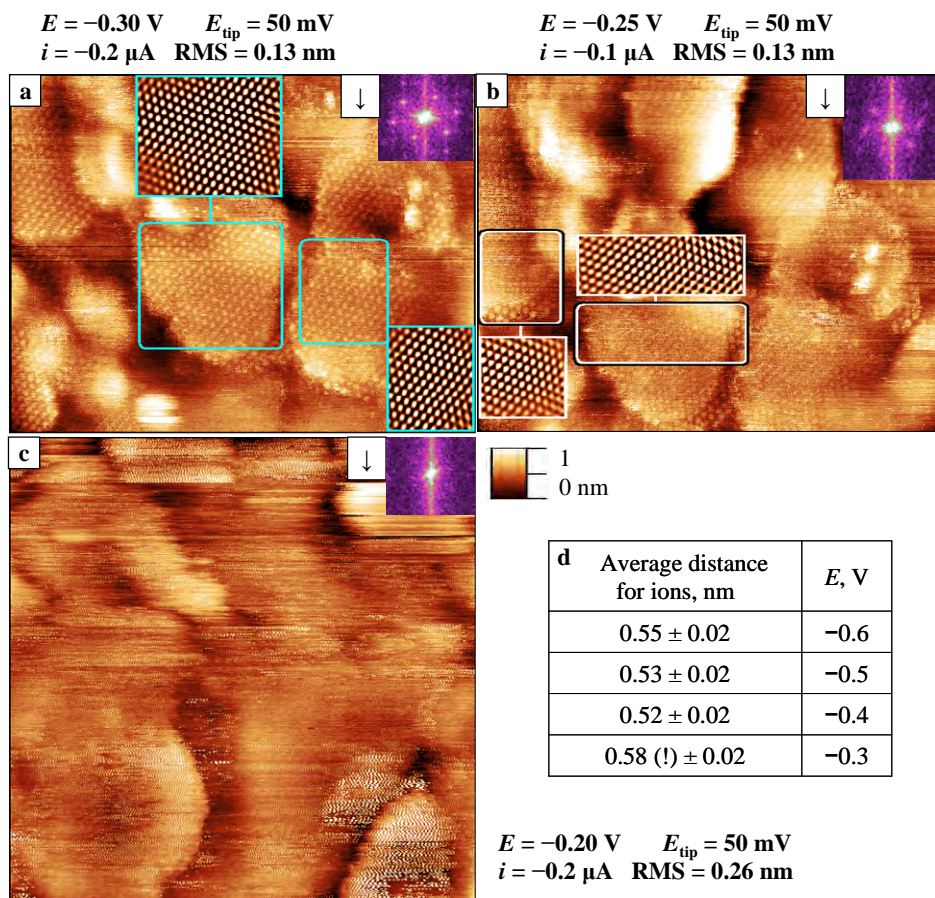 E = −0.30 V E_tip = 50 mV
i = −0.2 μA RMS = 0.13 nm
E = −0.25 V E_tip = 50 mV
i = −0.1 μA RMS = 0.13 nm
a ↓
b ↓
c ↓
1
0 nm
d Average distance for ions, nm E, V
0.55 ± 0.02 −0.6
0.53 ± 0.02 −0.5
0.52 ± 0.02 −0.4
0.58 (!) ± 0.02 −0.3
E = −0.20 V E_tip = 50 mV
i = −0.2 μA RMS = 0.26 nm